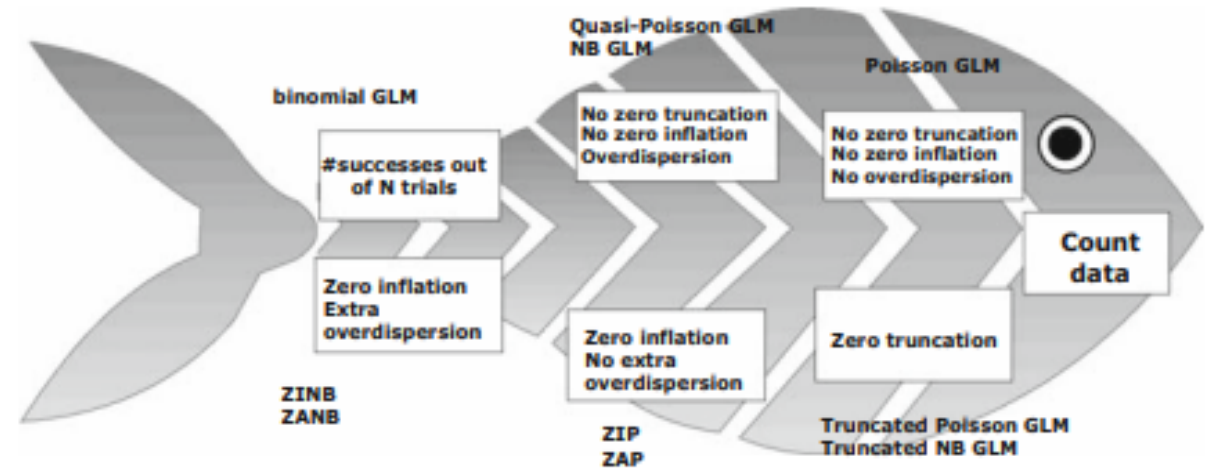 Quasi-Poisson GLM
NB GLM
Poisson GLM
binomial GLM
No zero truncation
No zero inflation
Overdispersion
No zero truncation
No zero inflation
No overdispersion
#successes out
of N trials
Count
data
Zero inflation
Extra
overdispersion
Zero inflation
No extra
overdispersion
Zero truncation
ZINB
ZANB
ZIP
ZAP
Truncated Poisson GLM
Truncated NB GLM